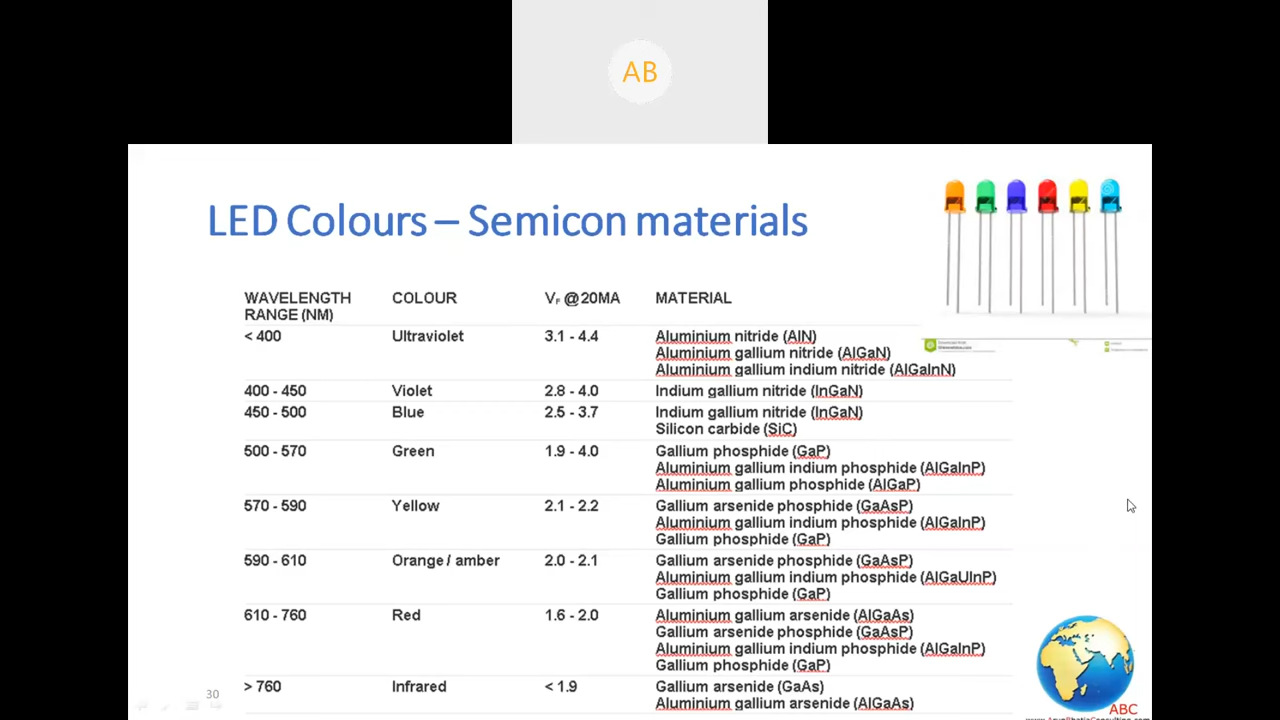 AB
LED Colours – Semicon materials
WAVELENGTH RANGE (NM) COLOUR VF @20MA MATERIAL
< 400 Ultraviolet 3.1 - 4.4 Aluminium nitride (AlN)
Aluminium gallium nitride (AlGaN)
Aluminium gallium indium nitride (AlGaInN)
400 - 450 Violet 2.8 - 4.0 Indium gallium nitride (InGaN)
450 - 500 Blue 2.5 - 3.7 Indium gallium nitride (InGaN)
Silicon carbide (SiC)
500 - 570 Green 1.9 - 4.0 Gallium phosphide (GaP)
Aluminium gallium indium phosphide (AlGaInP)
Aluminium gallium phosphide (AlGaP)
570 - 590 Yellow 2.1 - 2.2 Gallium arsenide phosphide (GaAsP)
Aluminium gallium indium phosphide (AlGaInP)
Gallium phosphide (GaP)
590 - 610 Orange / amber 2.0 - 2.1 Gallium arsenide phosphide (GaAsP)
Aluminium gallium indium phosphide (AlGaUInP)
Gallium phosphide (GaP)
610 - 760 Red 1.6 - 2.0 Aluminium gallium arsenide (AlGaAs)
Gallium arsenide phosphide (GaAsP)
Aluminium gallium indium phosphide (AlGaInP)
Gallium phosphide (GaP)
> 760 Infrared < 1.9 Gallium arsenide (GaAs)
Aluminium gallium arsenide (AlGaAs)
30
ABC